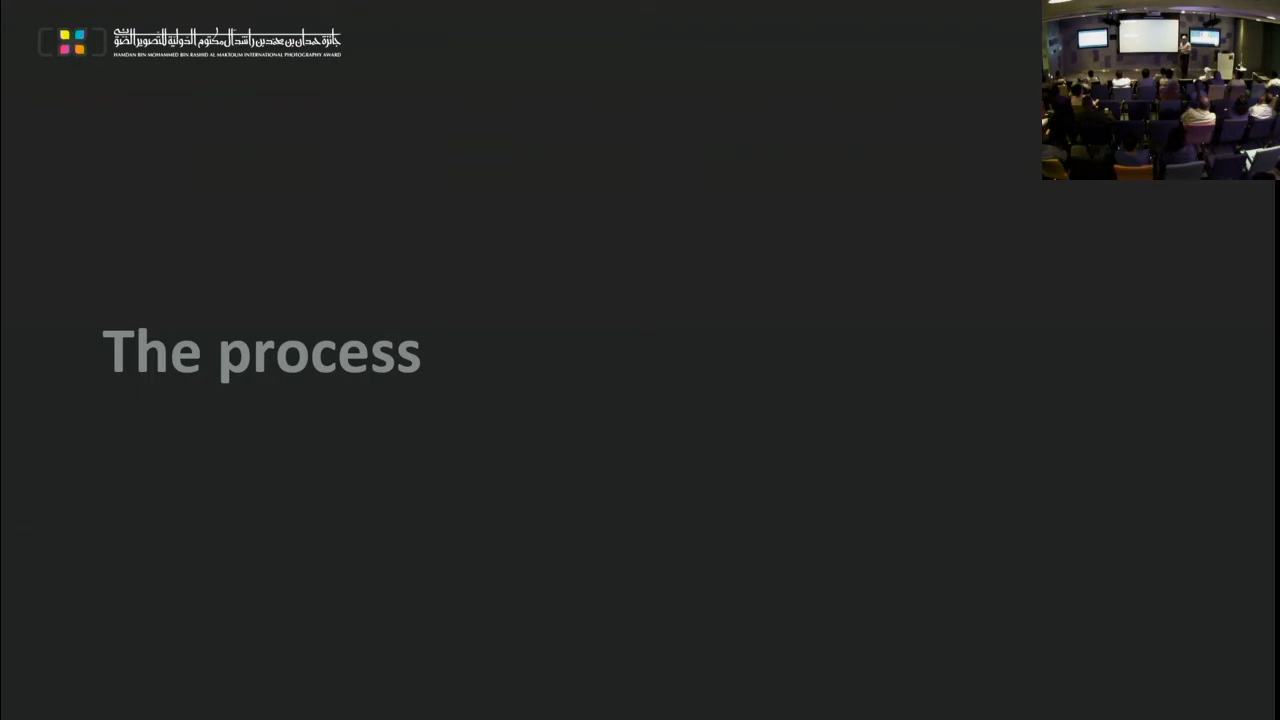 جائزة حمدان بن محمد بن راشد آل مكتوم الدولية للتصوير الضوئي
HAMDAN BIN MOHAMMED BIN RASHID AL MAKTOUM INTERNATIONAL PHOTOGRAPHY AWARD
The process